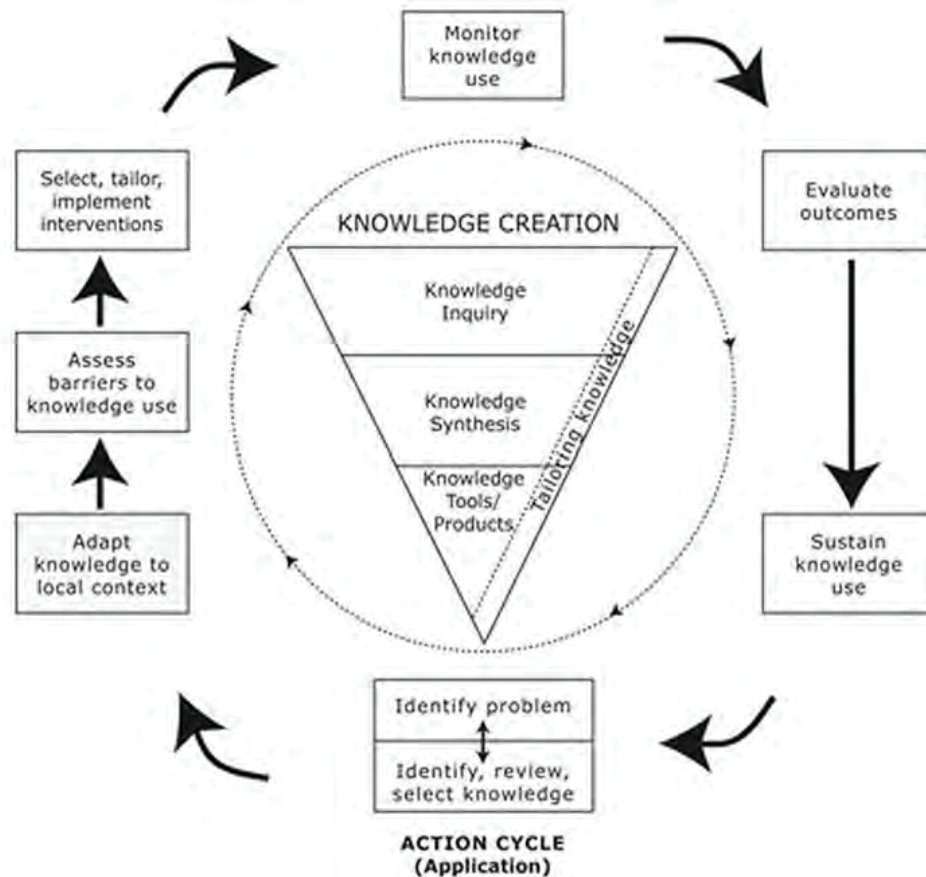 Monitor
knowledge
use
Select, tailor,
implement
interventions
Evaluate
outcomes
KNOWLEDGE CREATION
Knowledge
Inquiry
Assess
barriers to
knowledge use
Knowledge
Synthesis
Tailoring knowledge
Knowledge
Tools/
Products
Adapt
knowledge to
local context
Sustain
knowledge
use
Identify problem
Identify, review,
select knowledge
ACTION CYCLE
(Application)